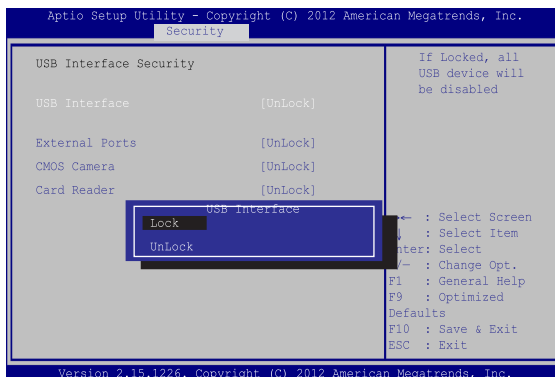 Aptio Setup Utility - Copyright (C) 2012 American Megatrends, Inc.
Security
USB Interface Security
USB Interface [UnLock]
External Ports [UnLock]
CMOS Camera [UnLock]
Card Reader [UnLock]
If Locked, all
USB device will
be disabled
USB Interface
Lock
UnLock
← : Select Screen
↓ : Select Item
nter: Select
/— : Change Opt.
F1 : General Help
F9 : Optimized
Defaults
F10 : Save & Exit
ESC : Exit
Version 2.15.1226. Copyright (C) 2012 American Megatrends, Inc.